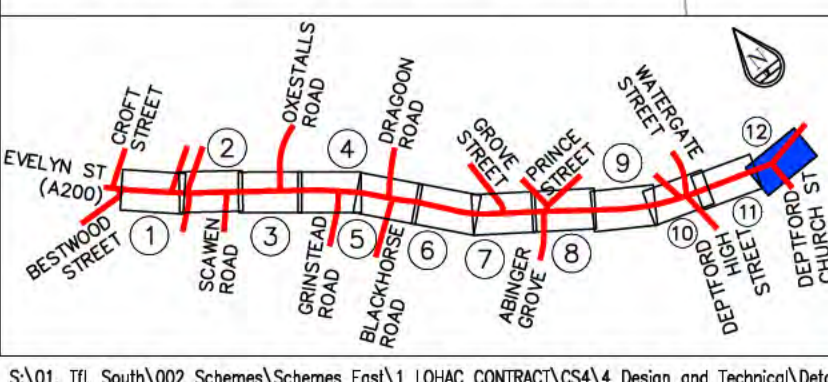 CROFT
STREET
EVELYN ST
(A200)
BESTWOOD
STREET
1
2
SCAWEN
ROAD
3
OXESTALLS
ROAD
4
GRINSTEAD
ROAD
5
BLACKHORSE
ROAD
DRAGOON
ROAD
6
GROVE
STREET
7
PRINCE
STREET
ABINGER
GROVE
8
9
WATERGATE
STREET
10
DEPTFORD
HIGH
STREET
11
12
DEPTFORD
CHURCH ST
N
S:\01. TfL South\002 Schemes\Schemes East\1 LOHAC CONTRACT\CS4\4 Design and Technical\Deta